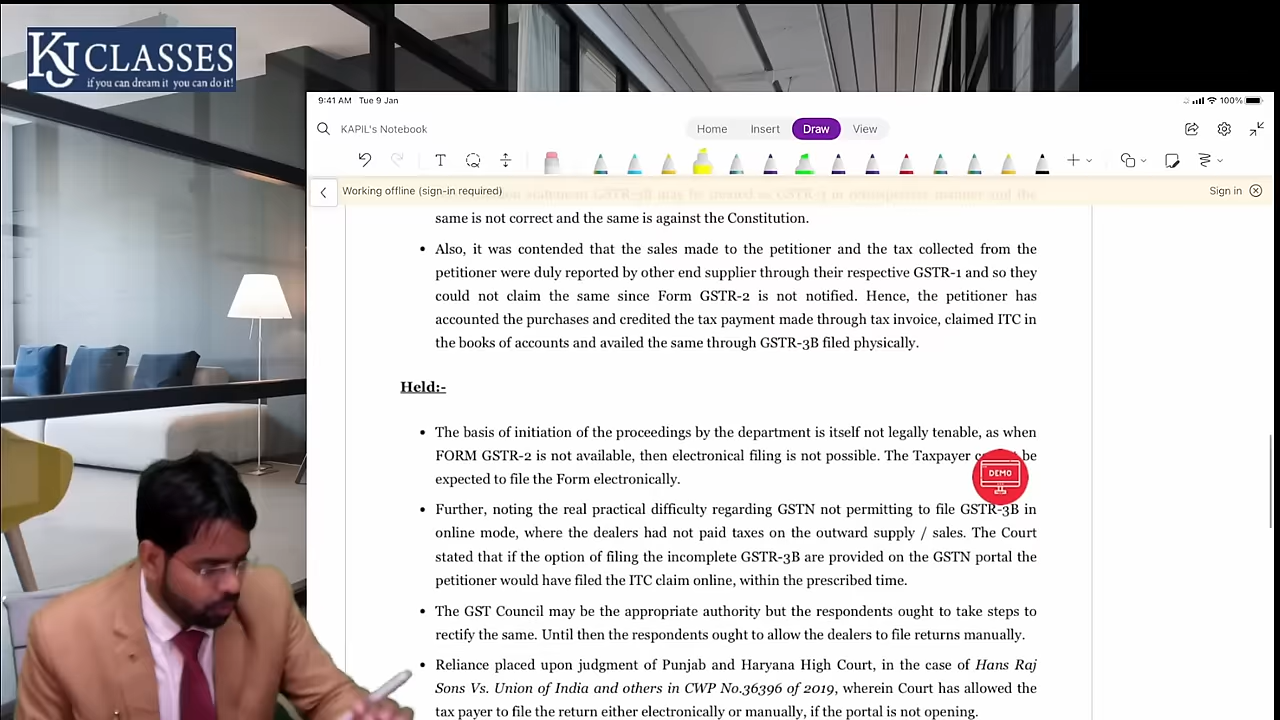 KJ CLASSES
if you can dream it you can do it!
9:41 AM Tue 9 Jan
100%
KAPIL's Notebook
Home Insert Draw View
Working offline (sign-in required)
Sign in
same is not correct and the same is against the Constitution.
• Also, it was contended that the sales made to the petitioner and the tax collected from the
petitioner were duly reported by other end supplier through their respective GSTR-1 and so they
could not claim the same since Form GSTR-2 is not notified. Hence, the petitioner has
accounted the purchases and credited the tax payment made through tax invoice, claimed ITC in
the books of accounts and availed the same through GSTR-3B filed physically.
Held:-
• The basis of initiation of the proceedings by the department is itself not legally tenable, as when
FORM GSTR-2 is not available, then electronical filing is not possible. The Taxpayer be
expected to file the Form electronically.
DEMO
• Further, noting the real practical difficulty regarding GSTN not permitting to file GSTR-3B in
online mode, where the dealers had not paid taxes on the outward supply / sales. The Court
stated that if the option of filing the incomplete GSTR-3B are provided on the GSTN portal the
petitioner would have filed the ITC claim online, within the prescribed time.
• The GST Council may be the appropriate authority but the respondents ought to take steps to
rectify the same. Until then the respondents ought to allow the dealers to file returns manually.
• Reliance placed upon judgment of Punjab and Haryana High Court, in the case of Hans Raj
Sons Vs. Union of India and others in CWP No.36396 of 2019, wherein Court has allowed the
tax payer to file the return either electronically or manually, if the portal is not opening.